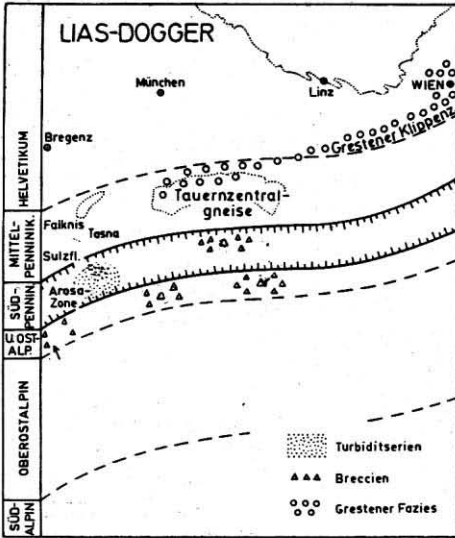 LIAS-DOGGER
München
Linz
WIEN
Bregenz
Grestener Klippenz.
Tauernzentral-
gneise
Falknis
Tasna
Sulzfl.
Arosa-
Zone
HELVETIKUM
MITTEL-
PENNINIK.
SÜD-
PENNIN.
U.OST-
ALP.
OBEROSTALPIN
SÜD-
ALPIN
Turbiditserien
Breccien
Grestener Fazies